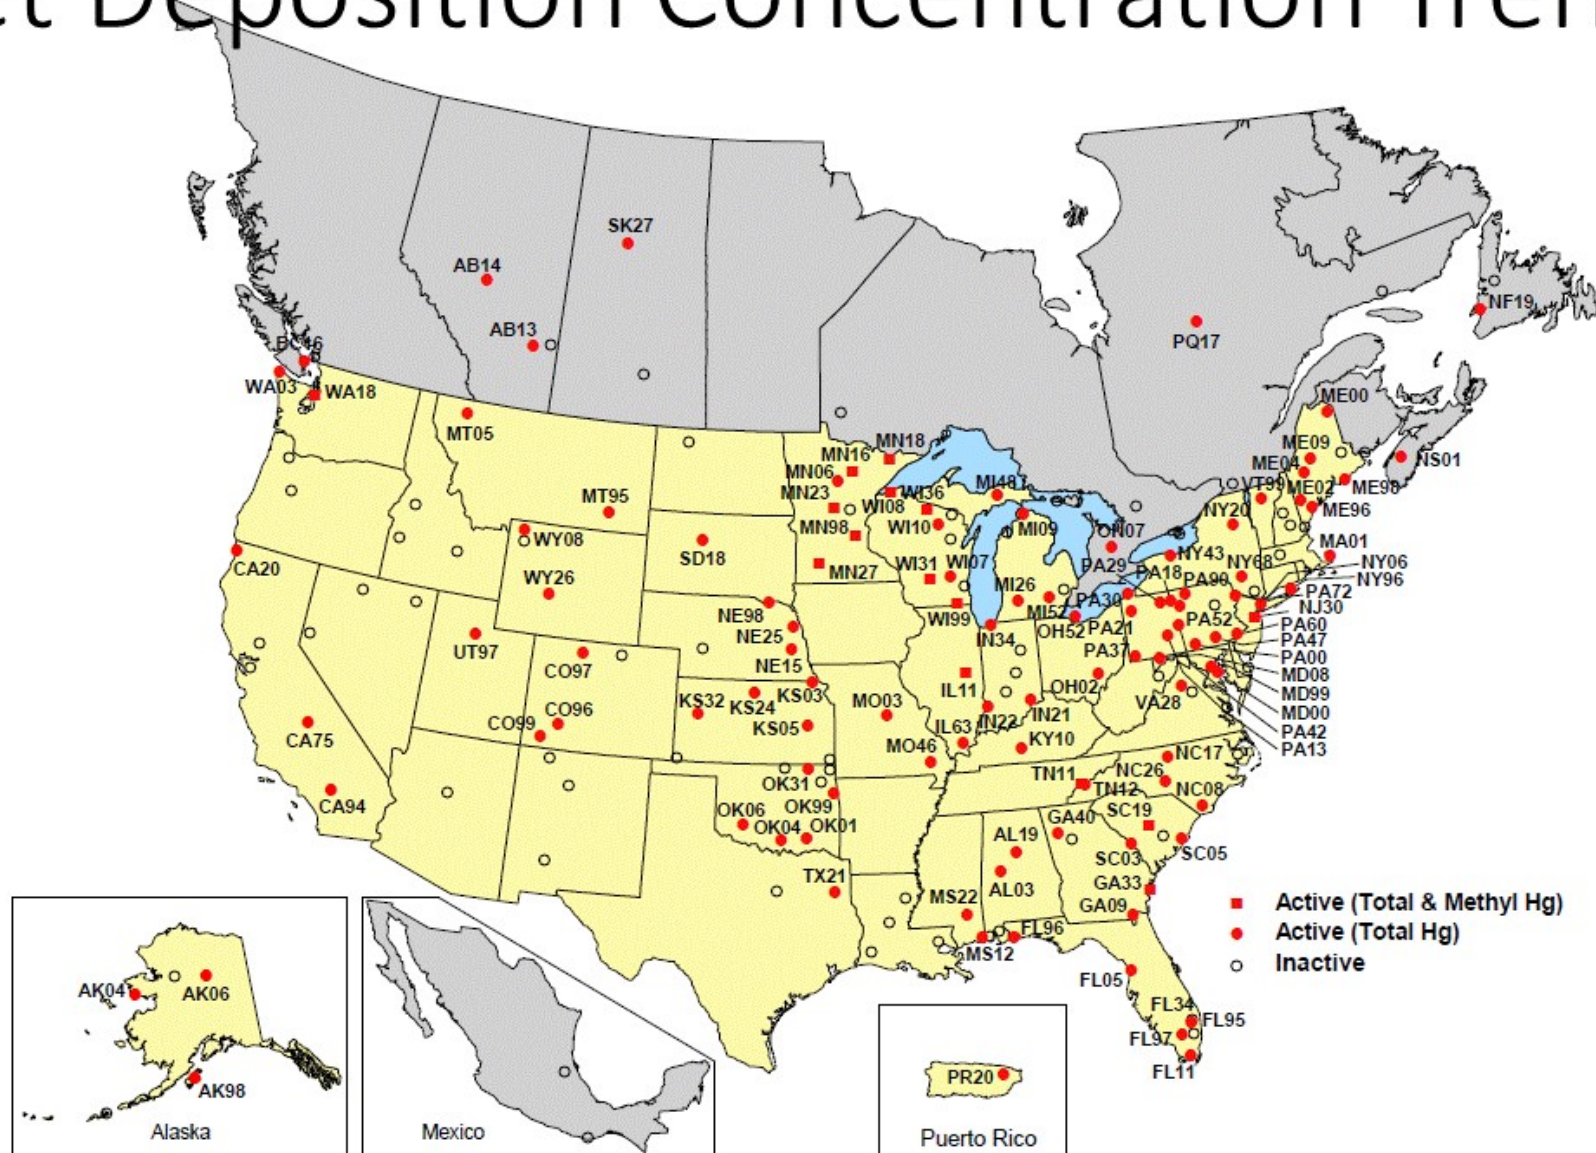 et Deposition Concentration Tren
SK27
AB14
AB13
BC16
WA03
WA18
MT05
MT95
WY08
WY26
SD18
CA20
UT97
CO97
CO96
CO99
CA75
CA94
NE98
NE25
NE15
KS03
KS32
KS24
KS05
MO03
MO46
OK31
OK99
OK06
OK04
OK01
TX21
MN18
MN16
MN06
MN23
MN98
MN27
WI08
WI36
WI10
WI31
WI07
WI99
MI48
MI09
MI26
MI52
IN34
IL11
IL63
IN22
IN21
KY10
OH52
OH02
ON07
PQ17
NF19
NS01
ME00
ME09
ME04
ME02
ME98
ME96
VT99
NY20
NY43
NY68
MA01
NY06
NY96
PA72
NJ30
PA60
PA47
PA00
MD08
MD99
MD00
PA42
PA13
PA29
PA18
PA90
PA30
PA21
PA52
PA37
VA28
TN11
TN12
NC17
NC26
NC08
SC19
SC03
SC05
GA40
GA33
GA09
AL19
AL03
MS22
MS12
FL96
FL05
FL34
FL95
FL97
FL11
Active (Total & Methyl Hg)
Active (Total Hg)
Inactive
AK04
AK06
AK98
Alaska
Mexico
PR20
Puerto Rico